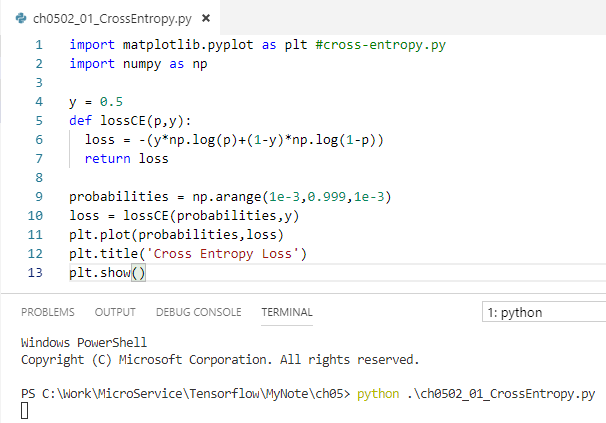 ch0502_01_CrossEntropy.py ×
1 import matplotlib.pyplot as plt #cross-entropy.py
2 import numpy as np
3
4 y = 0.5
5 def lossCE(p,y):
6   loss = -(y*np.log(p)+(1-y)*np.log(1-p))
7   return loss
8
9 probabilities = np.arange(1e-3,0.999,1e-3)
10 loss = lossCE(probabilities,y)
11 plt.plot(probabilities,loss)
12 plt.title('Cross Entropy Loss')
13 plt.show()
PROBLEMS OUTPUT DEBUG CONSOLE TERMINAL 1: python
Windows PowerShell
Copyright (C) Microsoft Corporation. All rights reserved.
PS C:\Work\MicroService\Tensorflow\MyNote\ch05> python .\ch0502_01_CrossEntropy.py